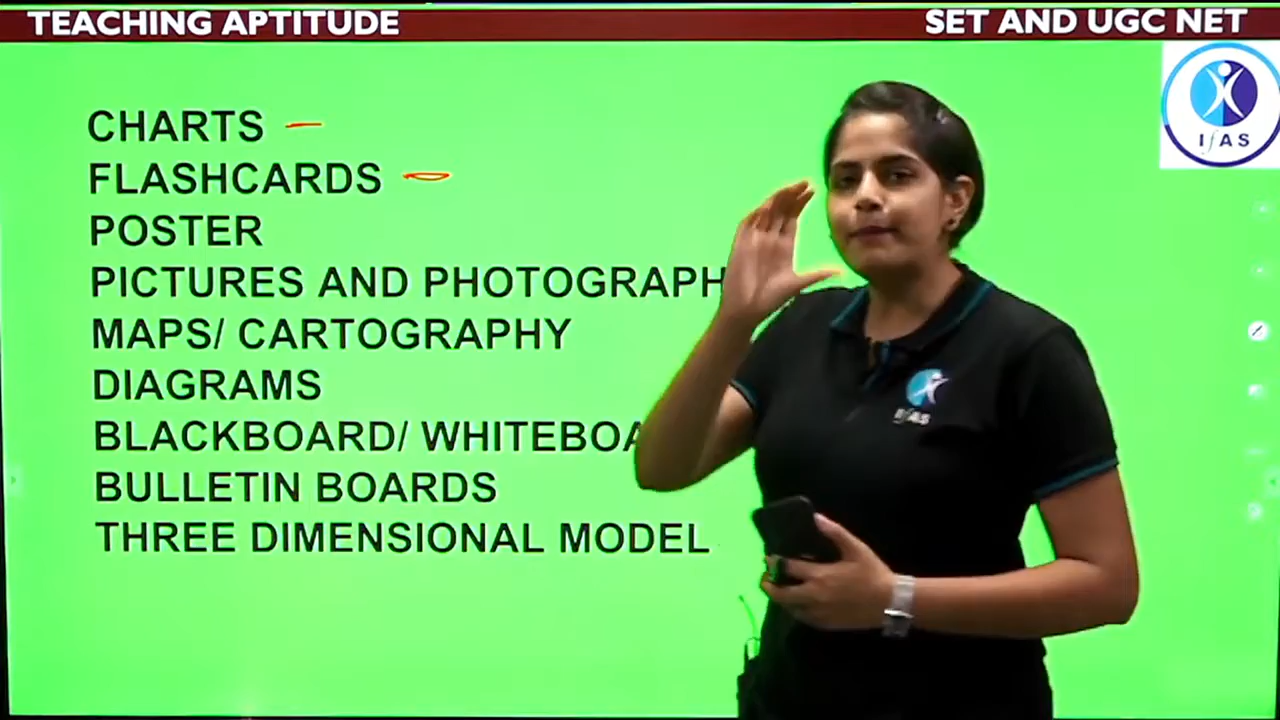 TEACHING APTITUDE
SET AND UGC NET
IfAS
CHARTS
FLASHCARDS
POSTER
PICTURES AND PHOTOGRAPH
MAPS/ CARTOGRAPHY
DIAGRAMS
BLACKBOARD/ WHITEBOA
BULLETIN BOARDS
THREE DIMENSIONAL MODEL
IfAS